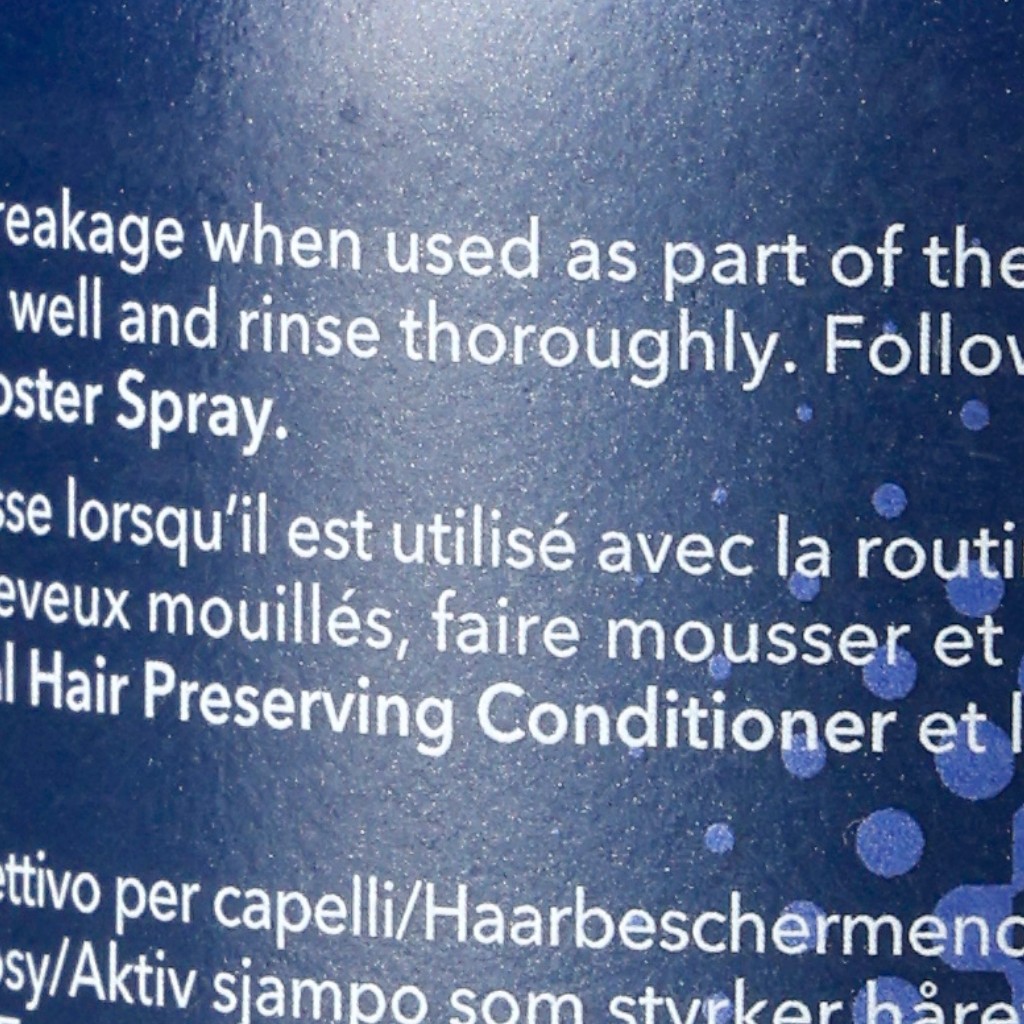 reakage when used as part of the
well and rinse thoroughly. Follow
oster Spray.
sse lorsqu'il est utilisé avec la routi
eveux mouillés, faire mousser et
al Hair Preserving Conditioner et l
ettivo per capelli/Haarbeschermend
osy/Aktiv sjampo som styrker håre